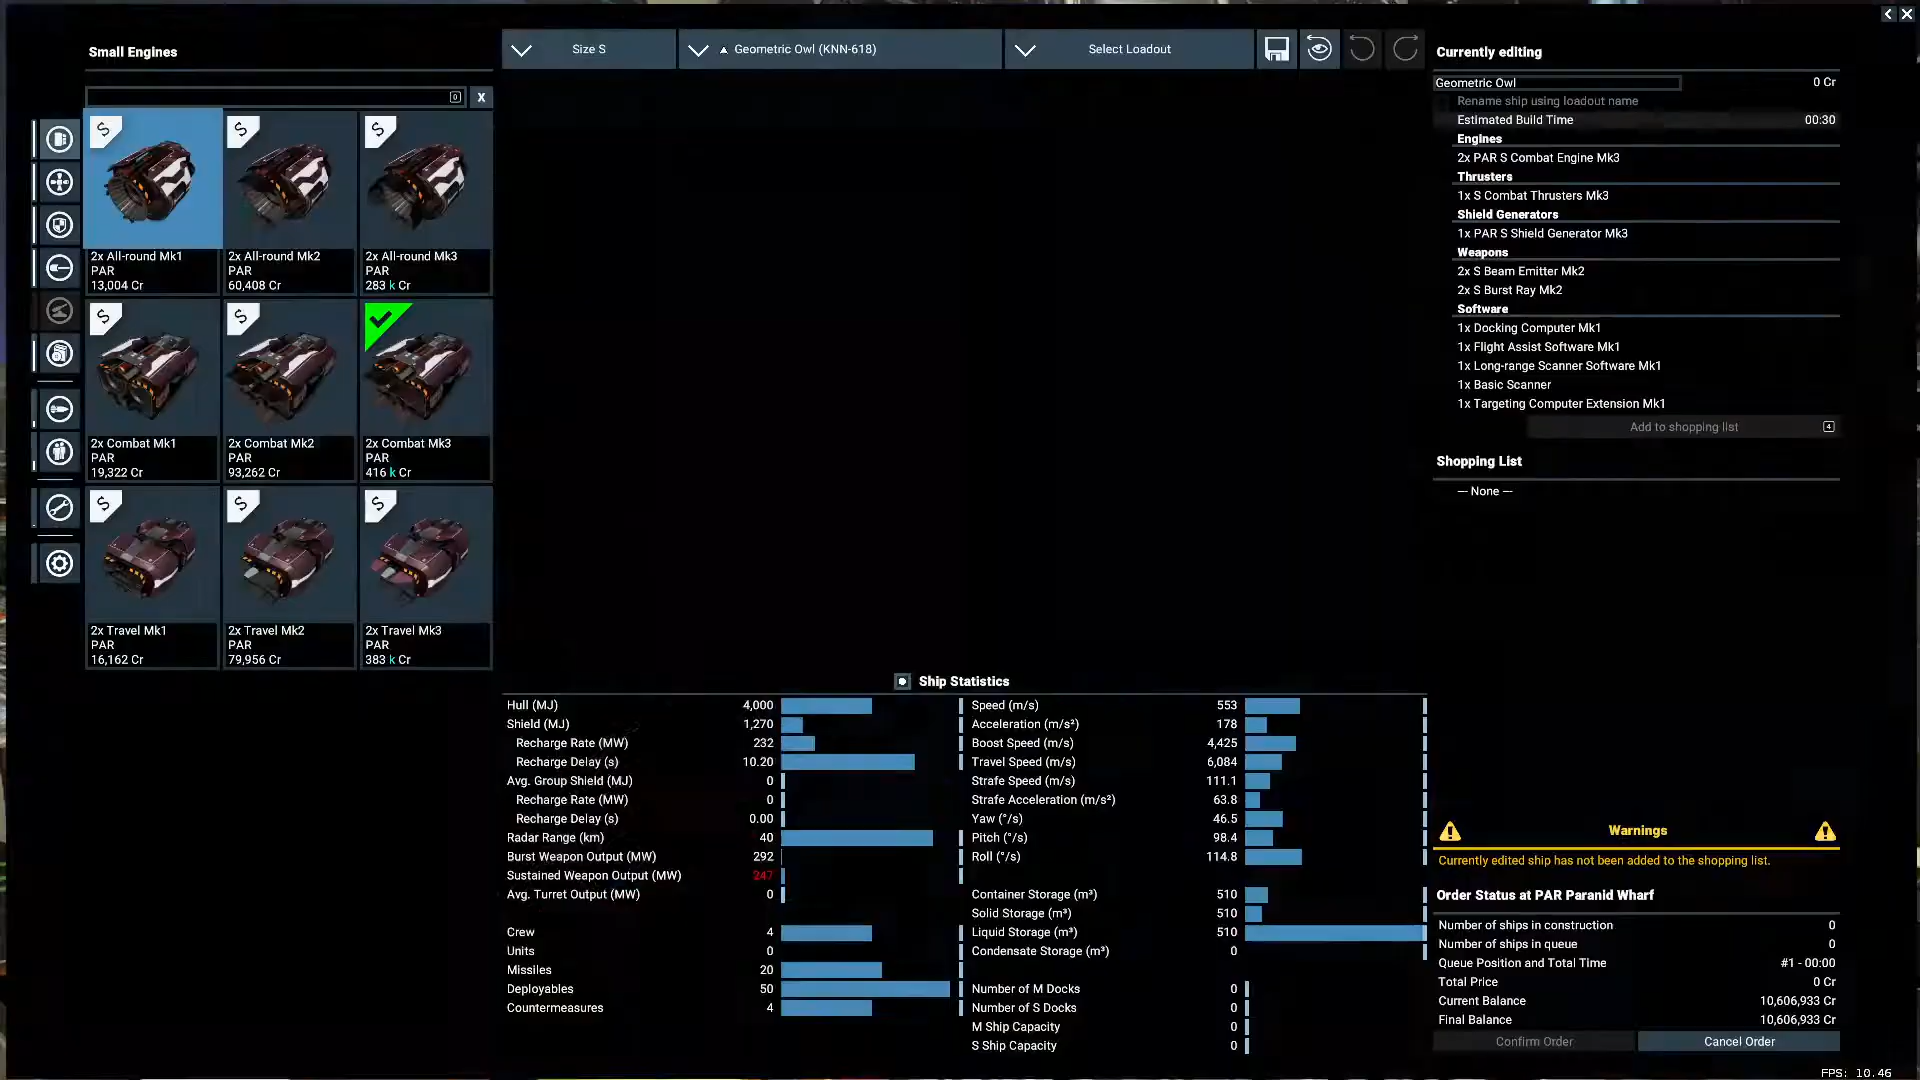 Small Engines
0
X
$
2x All-round Mk1
PAR
13,004 Cr
$
2x All-round Mk2
PAR
60,408 Cr
$
2x All-round Mk3
PAR
283 k Cr
$
2x Combat Mk1
PAR
19,322 Cr
$
2x Combat Mk2
PAR
93,262 Cr
2x Combat Mk3
PAR
416 k Cr
$
2x Travel Mk1
PAR
16,162 Cr
$
2x Travel Mk2
PAR
79,956 Cr
$
2x Travel Mk3
PAR
383 k Cr
Size S
Geometric Owl (KNN-618)
Select Loadout
Ship Statistics
Hull (MJ) 4,000
Shield (MJ) 1,270
Recharge Rate (MW) 232
Recharge Delay (s) 10.20
Avg. Group Shield (MJ) 0
Recharge Rate (MW) 0
Recharge Delay (s) 0.00
Radar Range (km) 40
Burst Weapon Output (MW) 292
Sustained Weapon Output (MW) 247
Avg. Turret Output (MW) 0
Crew 4
Units 0
Missiles 20
Deployables 50
Countermeasures 4
Speed (m/s) 553
Acceleration (m/s²) 178
Boost Speed (m/s) 4,425
Travel Speed (m/s) 6,084
Strafe Speed (m/s) 111.1
Strafe Acceleration (m/s²) 63.8
Yaw (°/s) 46.5
Pitch (°/s) 98.4
Roll (°/s) 114.8
Container Storage (m³) 510
Solid Storage (m³) 510
Liquid Storage (m³) 510
Condensate Storage (m³) 0
Number of M Docks 0
Number of S Docks 0
M Ship Capacity 0
S Ship Capacity 0
Currently editing
Geometric Owl 0 Cr
Rename ship using loadout name
Estimated Build Time 00:30
Engines
2x PAR S Combat Engine Mk3
Thrusters
1x S Combat Thrusters Mk3
Shield Generators
1x PAR S Shield Generator Mk3
Weapons
2x S Beam Emitter Mk2
2x S Burst Ray Mk2
Software
1x Docking Computer Mk1
1x Flight Assist Software Mk1
1x Long-range Scanner Software Mk1
1x Basic Scanner
1x Targeting Computer Extension Mk1
Add to shopping list 4
Shopping List
— None —
Warnings
Currently edited ship has not been added to the shopping list.
Order Status at PAR Paranid Wharf
Number of ships in construction 0
Number of ships in queue 0
Queue Position and Total Time #1 - 00:00
Total Price 0 Cr
Current Balance 10,606,933 Cr
Final Balance 10,606,933 Cr
Confirm Order
Cancel Order
FPS: 10.46